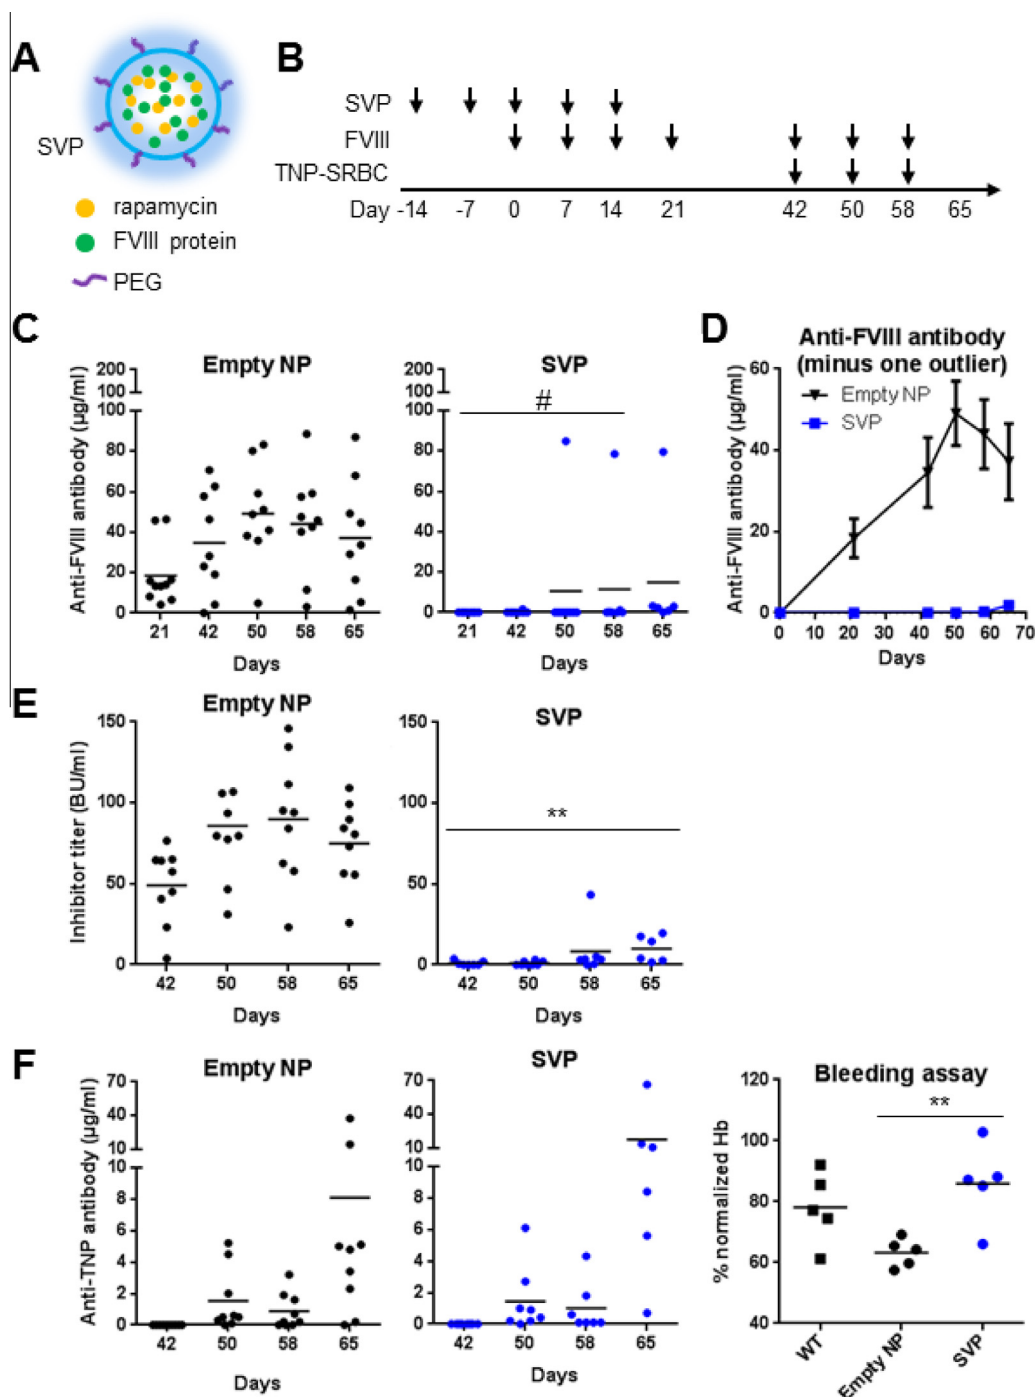 A
SVP
rapamycin
FVIII protein
PEG
B
SVP
FVIII
TNP-SRBC
Day -14 -7 0 7 14 21 42 50 58 65
C
Empty NP
Anti-FVIII antibody (µg/ml)
200
100
100
80
60
40
20
0
21 42 50 58 65
Days
SVP
#
200
100
100
80
60
40
20
0
21 42 50 58 65
Days
D
Anti-FVIII antibody
(minus one outlier)
Empty NP
SVP
Anti-FVIII antibody (µg/ml)
60
40
20
0
0 10 20 30 40 50 60 70
Days
E
Empty NP
Inhibitor titer (BU/ml)
150
100
50
0
42 50 58 65
Days
SVP
**
150
100
50
0
42 50 58 65
Days
F
Empty NP
Anti-TNP antibody (µg/ml)
70
40
10
10
8
6
4
2
0
42 50 58 65
Days
SVP
70
40
10
10
8
6
4
2
0
42 50 58 65
Days
Bleeding assay
**
% normalized Hb
120
100
80
60
40
WT
Empty NP
SVP